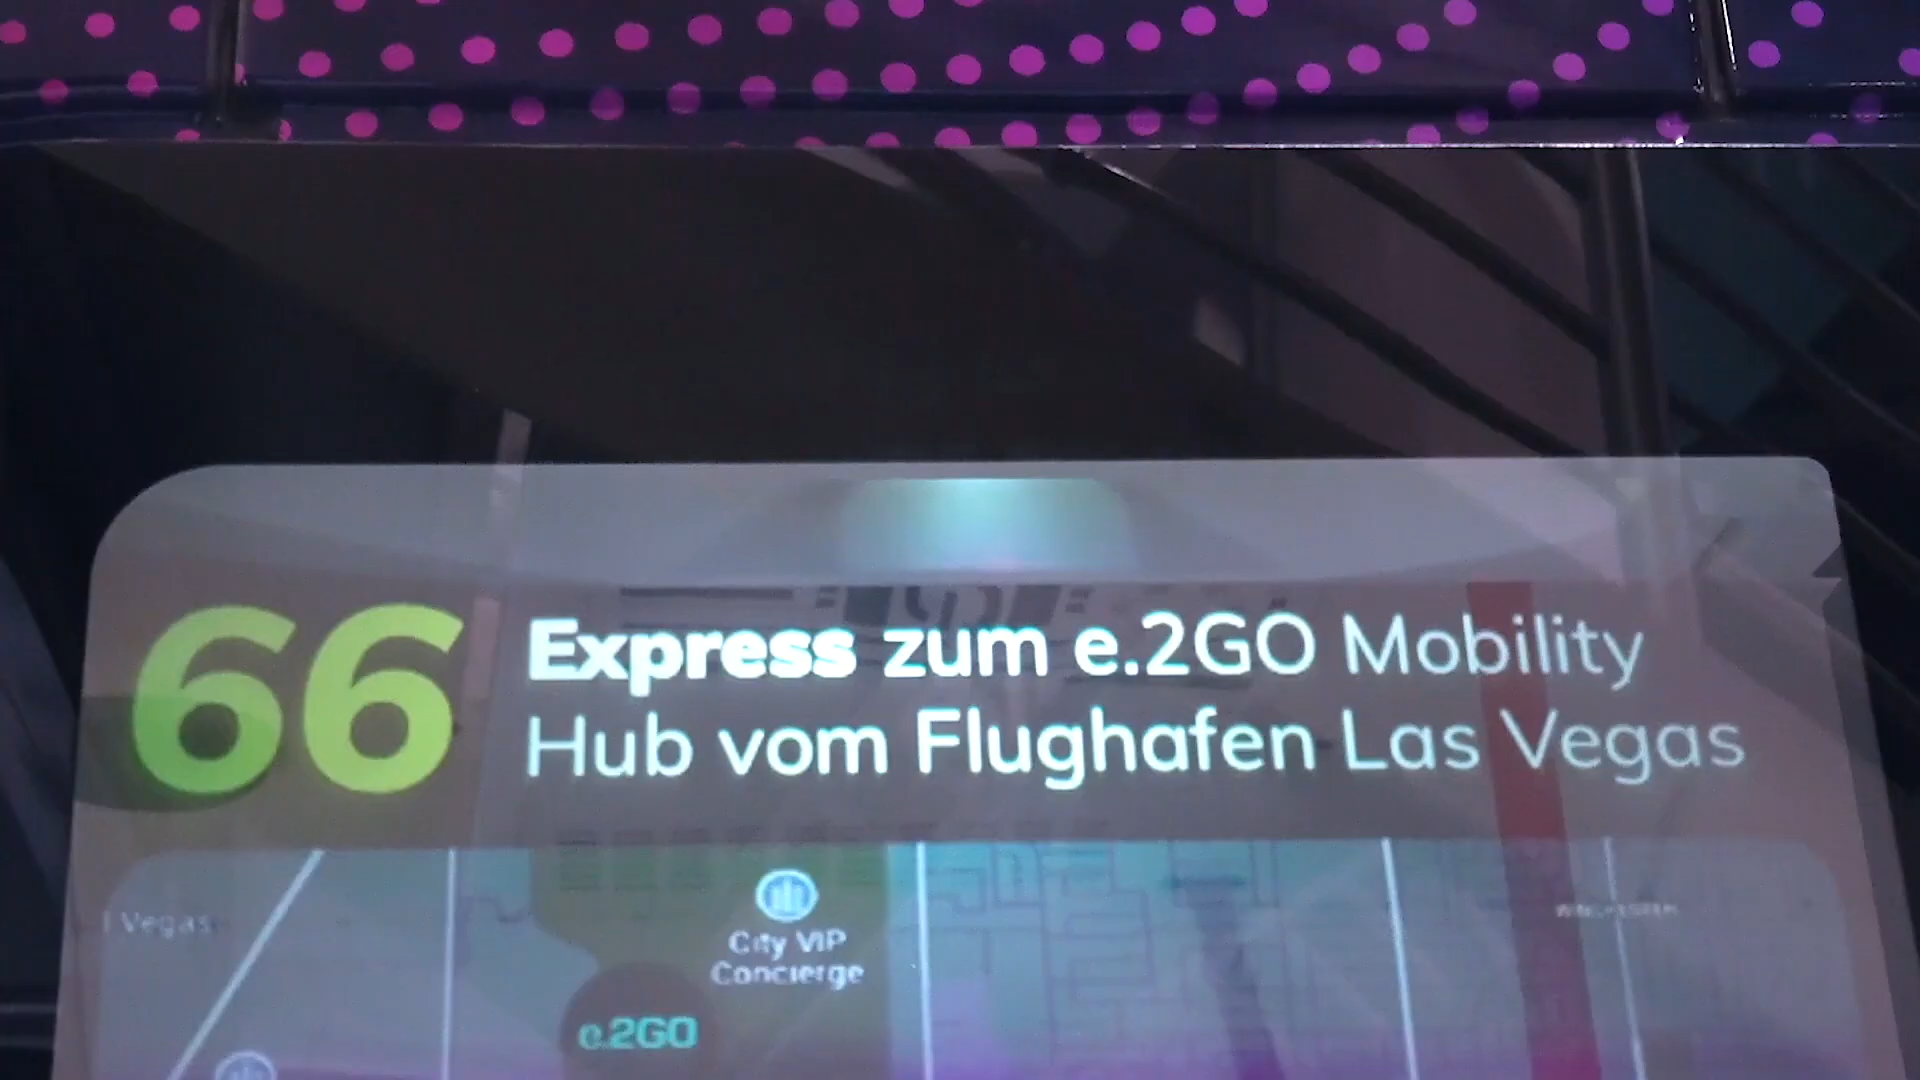 66
Express zum e.2GO Mobility
Hub vom Flughafen Las Vegas
Vegas
City VIP
Concierge
e.2GO